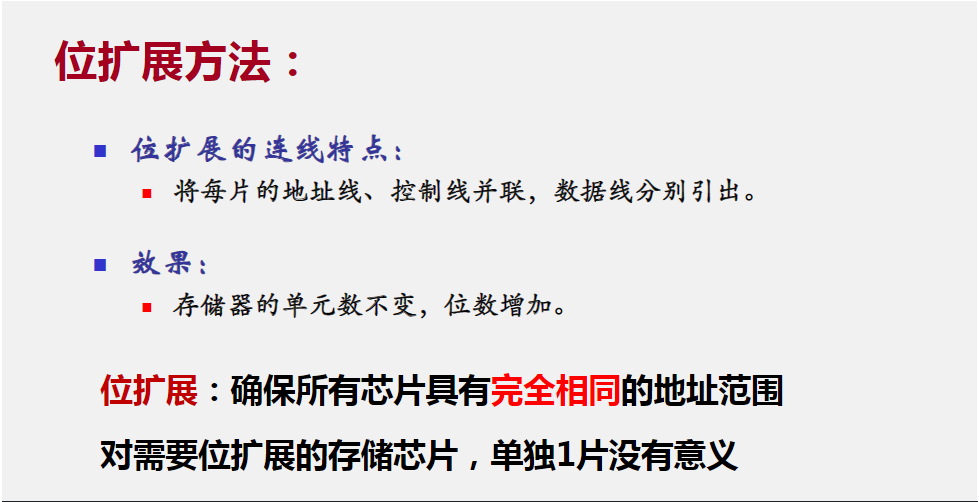 位扩展方法：
位扩展的连线特点：
将每片的地址线、控制线并联，数据线分别引出。
效果：
存储器的单元数不变，位数增加。
位扩展：确保所有芯片具有完全相同的地址范围
对需要位扩展的存储芯片，单独1片没有意义